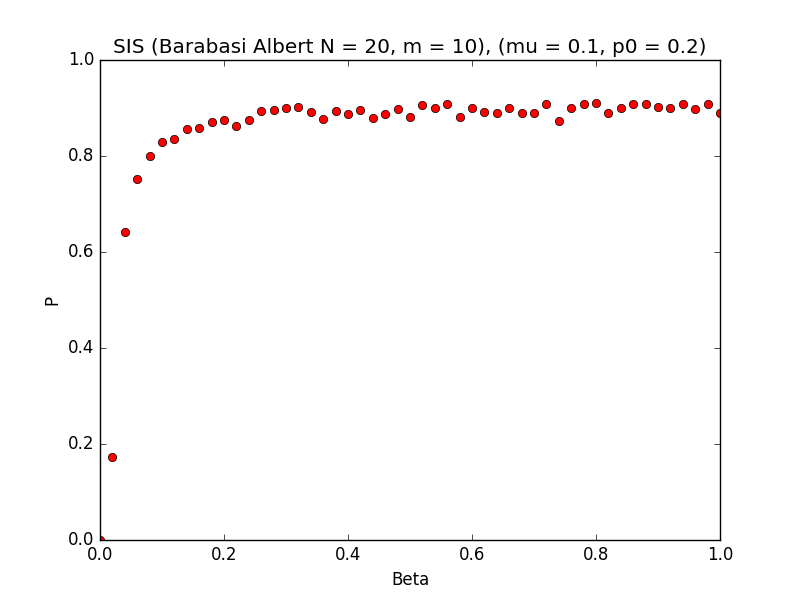 SIS (Barabasi Albert N = 20, m = 10), (mu = 0.1, p0 = 0.2)
1.0
0.8
0.6
P
0.4
0.2
0.0
0.0 0.2 0.4 0.6 0.8 1.0
Beta